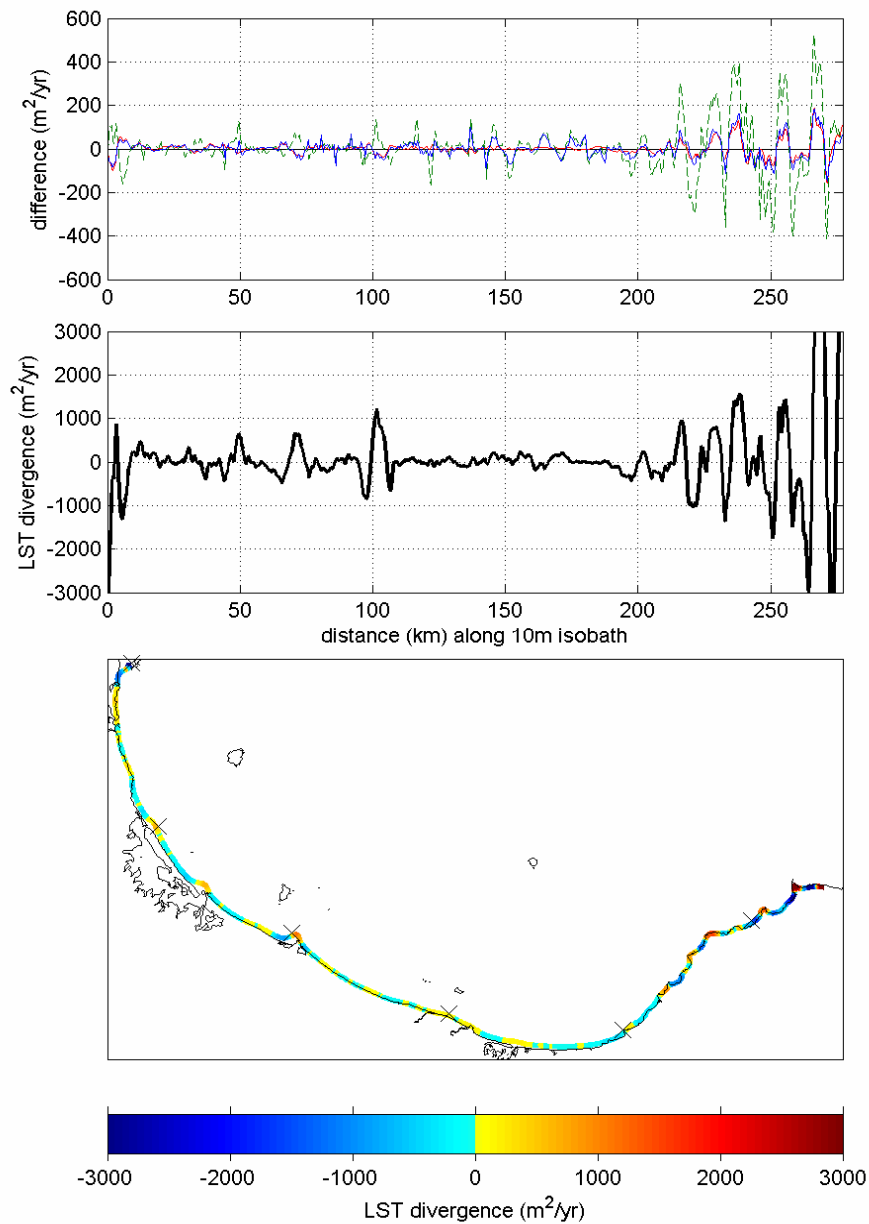 600
400
200
0
-200
-400
-600
difference (m²/yr)
0 50 100 150 200 250
3000
2000
1000
0
-1000
-2000
-3000
LST divergence (m²/yr)
0 50 100 150 200 250
distance (km) along 10m isobath
-3000 -2000 -1000 0 1000 2000 3000
LST divergence (m²/yr)